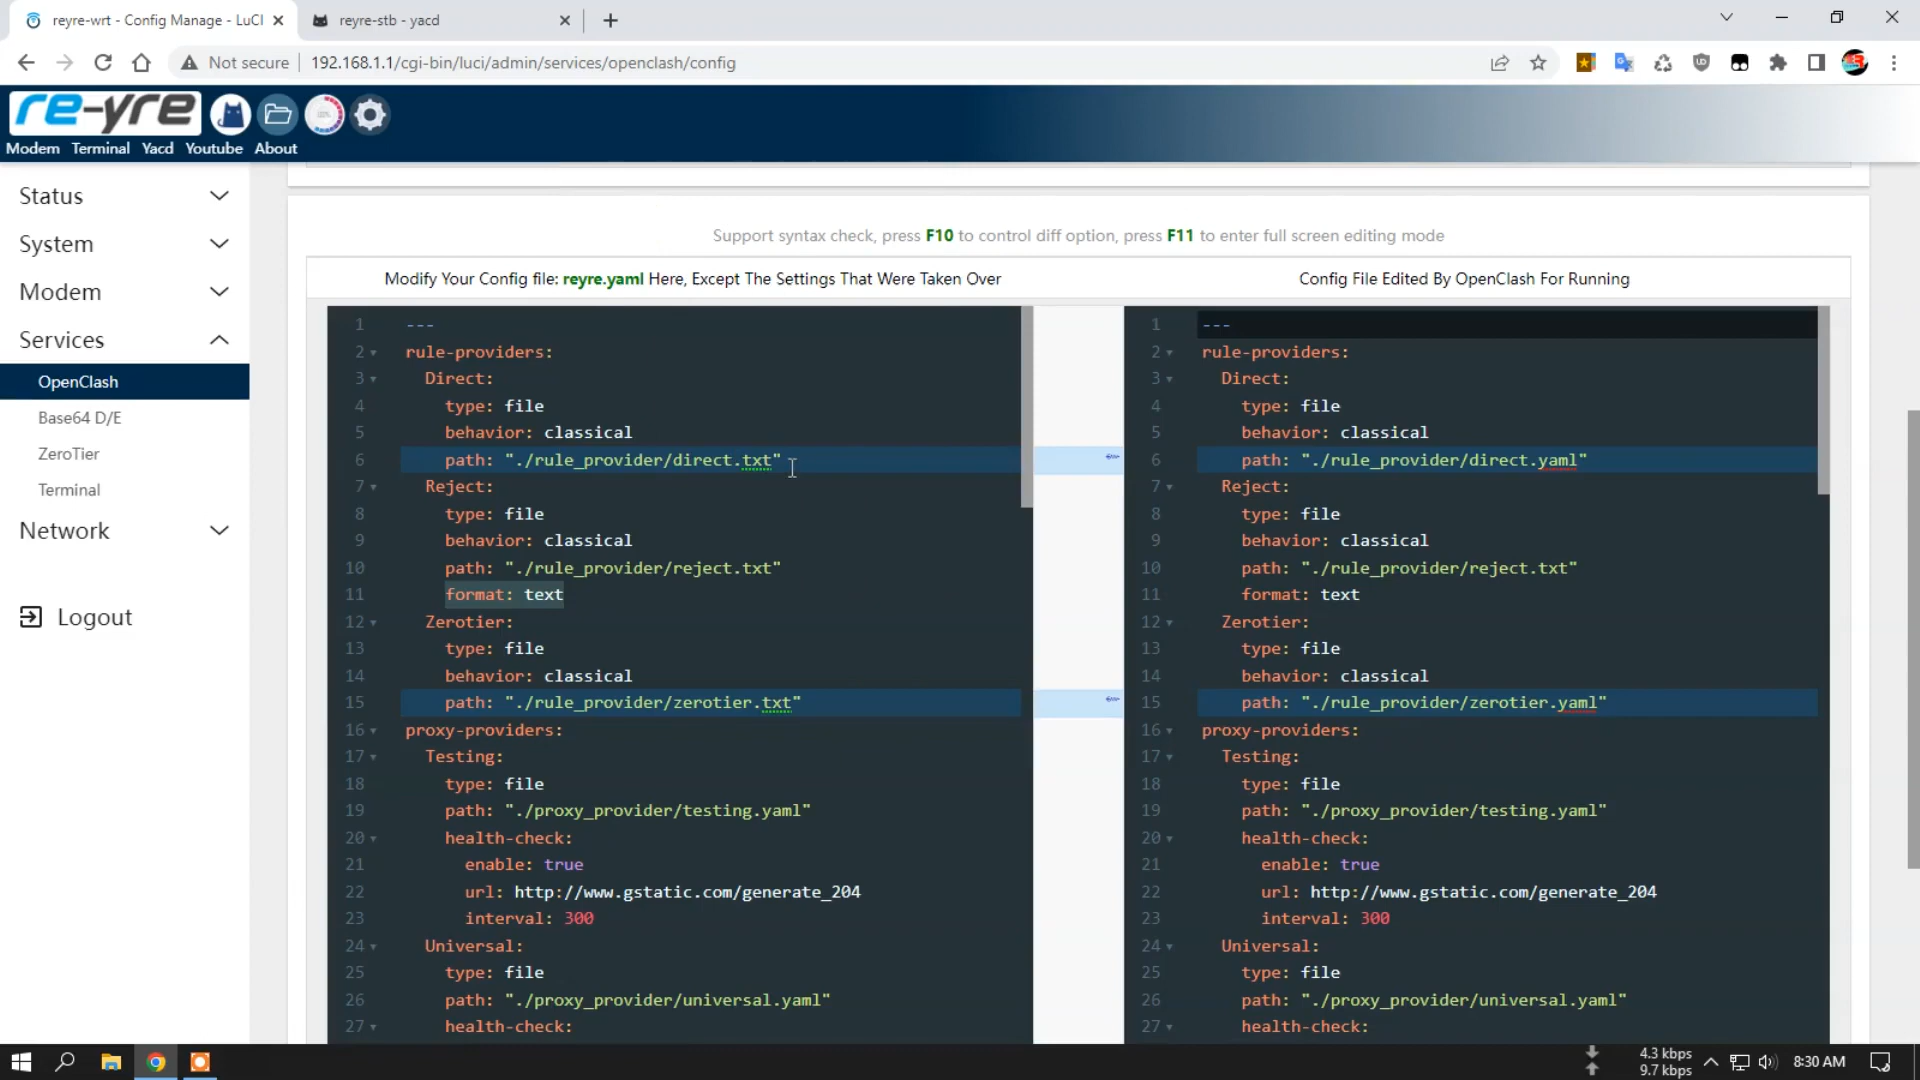 reyre-wrt - Config Manage - LuCI
reyre-stb - yacd
Not secure
192.168.1.1/cgi-bin/luci/admin/services/openclash/config
re-yre
Modem Terminal Yacd Youtube About
Status
System
Modem
Services
OpenClash
Base64 D/E
ZeroTier
Terminal
Network
Logout
Support syntax check, press F10 to control diff option, press F11 to enter full screen editing mode
Modify Your Config file: reyre.yaml Here, Except The Settings That Were Taken Over
1 ---
2 rule-providers:
3 Direct:
4 type: file
5 behavior: classical
6 path: "./rule_provider/direct.txt"
7 Reject:
8 type: file
9 behavior: classical
10 path: "./rule_provider/reject.txt"
11 format: text
12 Zerotier:
13 type: file
14 behavior: classical
15 path: "./rule_provider/zerotier.txt"
16 proxy-providers:
17 Testing:
18 type: file
19 path: "./proxy_provider/testing.yaml"
20 health-check:
21 enable: true
22 url: http://www.gstatic.com/generate_204
23 interval: 300
24 Universal:
25 type: file
26 path: "./proxy_provider/universal.yaml"
27 health-check:
Config File Edited By OpenClash For Running
1 ---
2 rule-providers:
3 Direct:
4 type: file
5 behavior: classical
6 path: "./rule_provider/direct.yaml"
7 Reject:
8 type: file
9 behavior: classical
10 path: "./rule_provider/reject.txt"
11 format: text
12 Zerotier:
13 type: file
14 behavior: classical
15 path: "./rule_provider/zerotier.yaml"
16 proxy-providers:
17 Testing:
18 type: file
19 path: "./proxy_provider/testing.yaml"
20 health-check:
21 enable: true
22 url: http://www.gstatic.com/generate_204
23 interval: 300
24 Universal:
25 type: file
26 path: "./proxy_provider/universal.yaml"
27 health-check:
4.3 kbps
9.7 kbps
8:30 AM